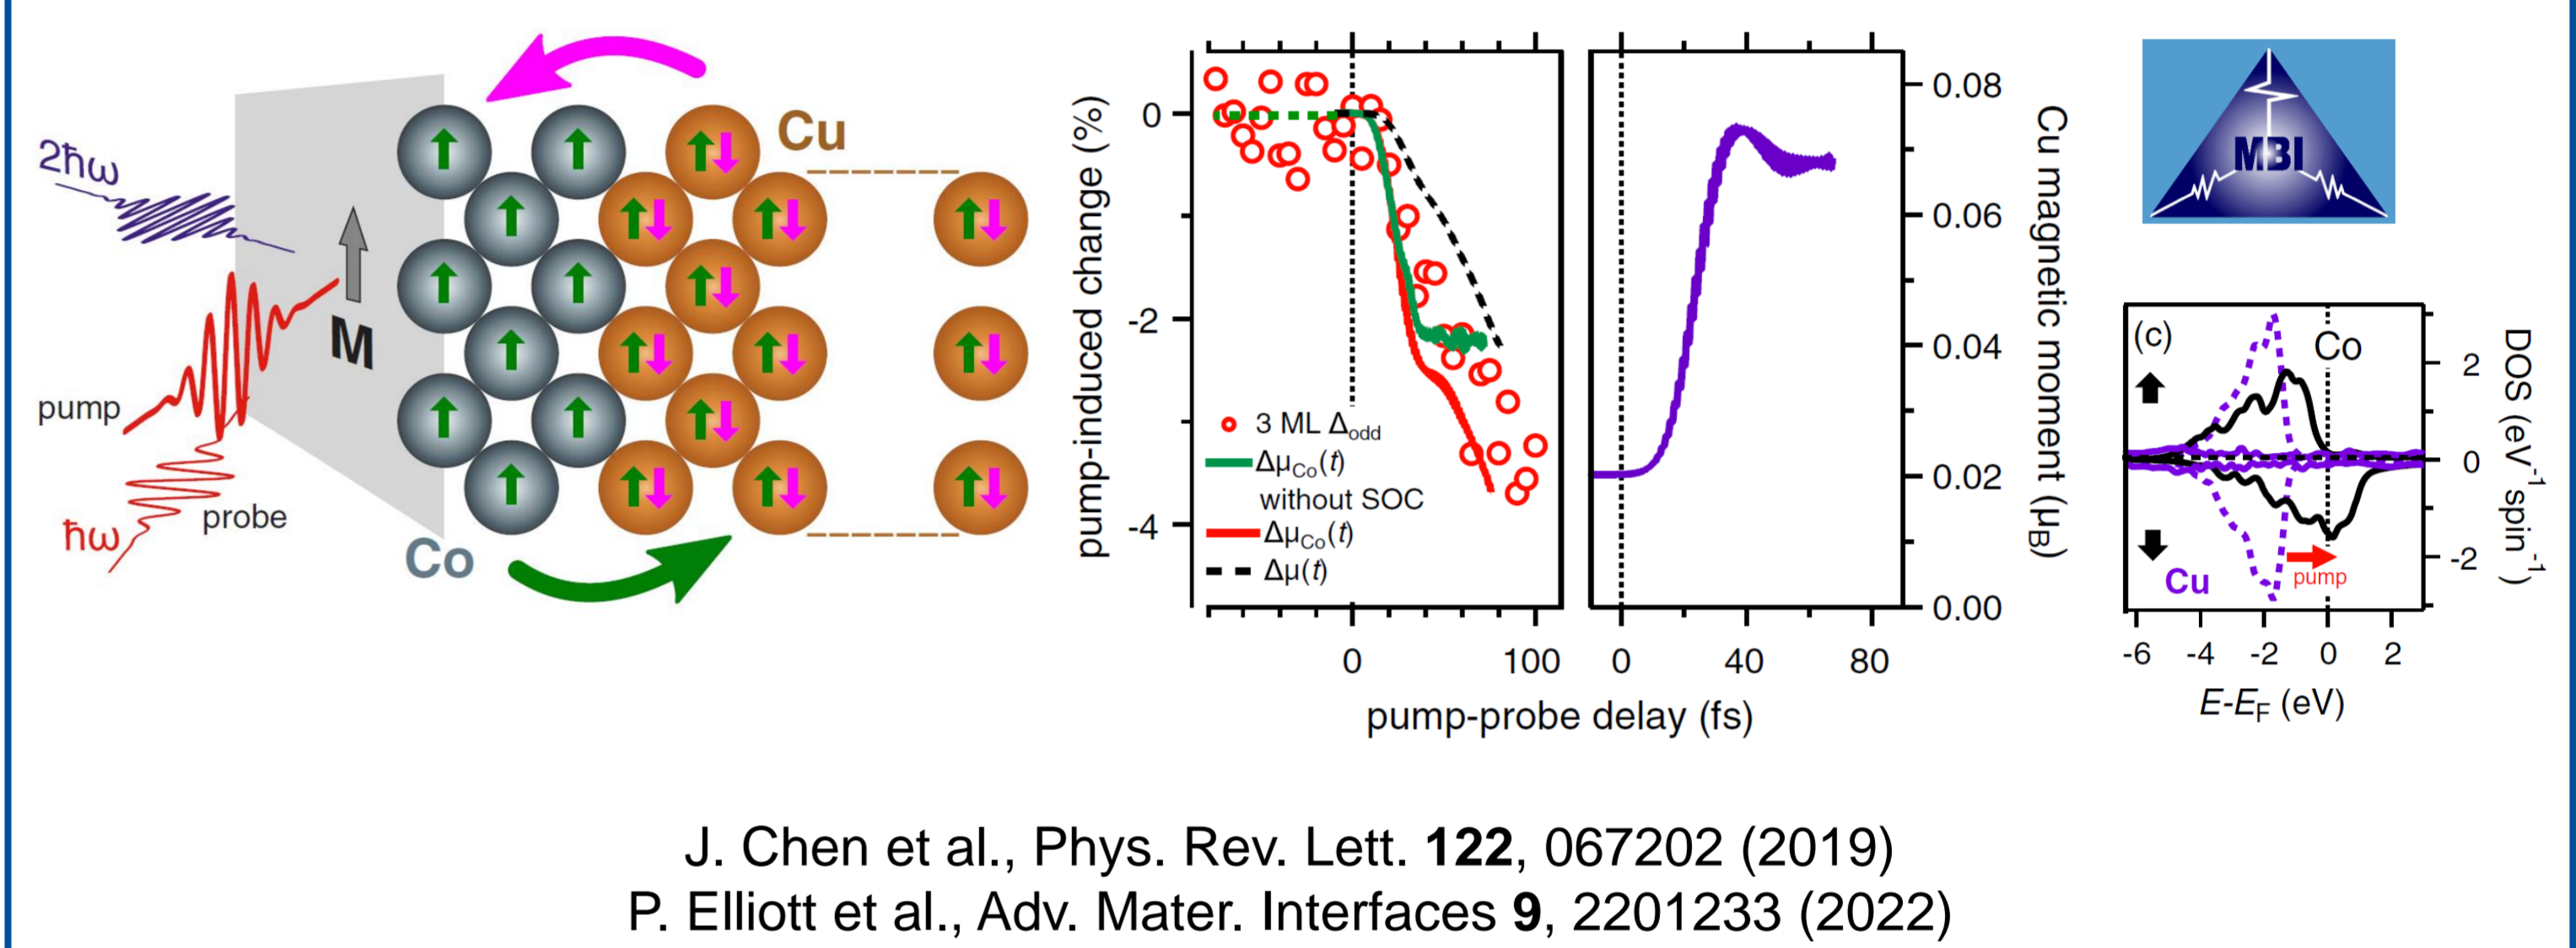 2ħω
pump
ħω
probe
M
Co
Cu
pump-induced change (%)
0
-2
-4
3 ML Δodd
ΔμCo(t)
without SOC
ΔμCo(t)
Δμ(t)
0
100
0
40
80
pump-probe delay (fs)
0.08
0.06
0.04
0.02
0.00
Cu magnetic moment (μB)
MBI
(c)
Co
Cu
pump
2
0
-2
DOS (eV-1spin-1)
-6 -4 -2 0 2
E-EF (eV)
J. Chen et al., Phys. Rev. Lett. 122, 067202 (2019)
P. Elliott et al., Adv. Mater. Interfaces 9, 2201233 (2022)